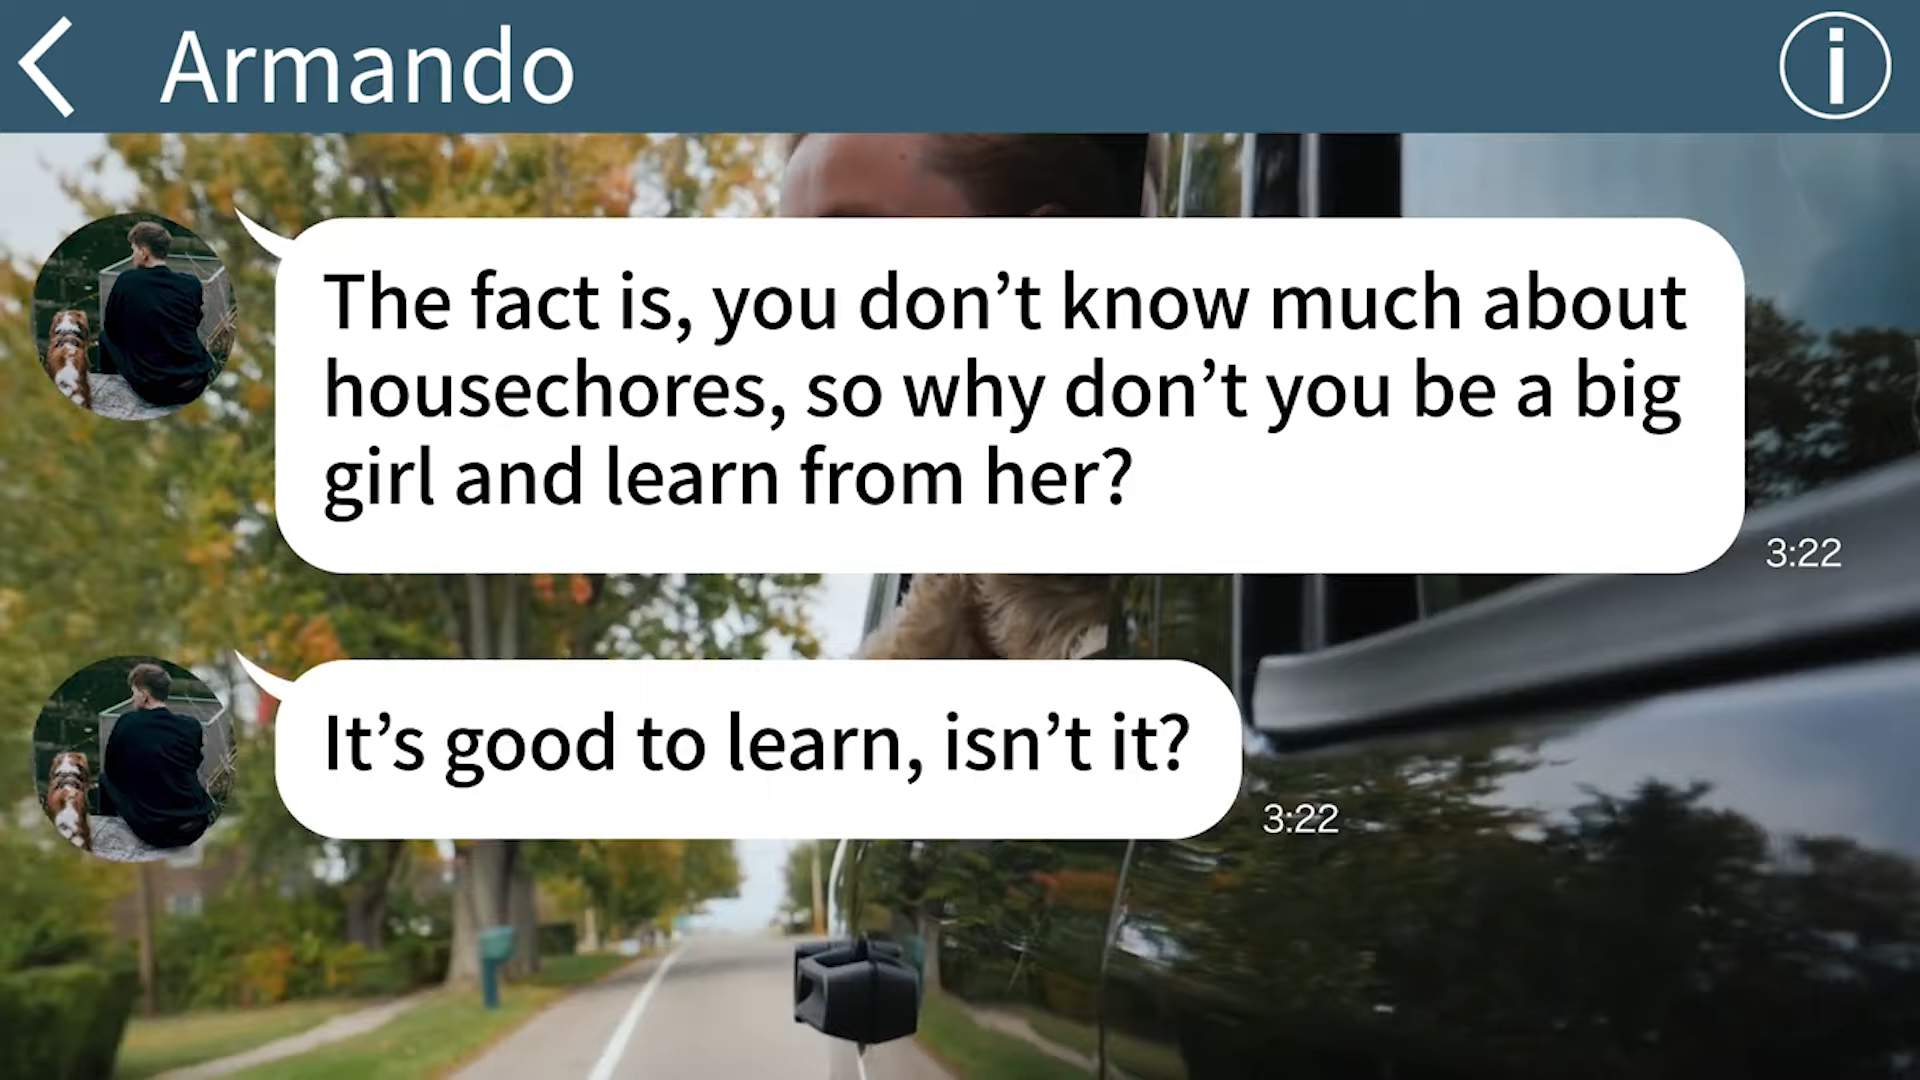 Armando
The fact is, you don’t know much about
housechores, so why don’t you be a big
girl and learn from her?
3:22
It’s good to learn, isn’t it?
3:22